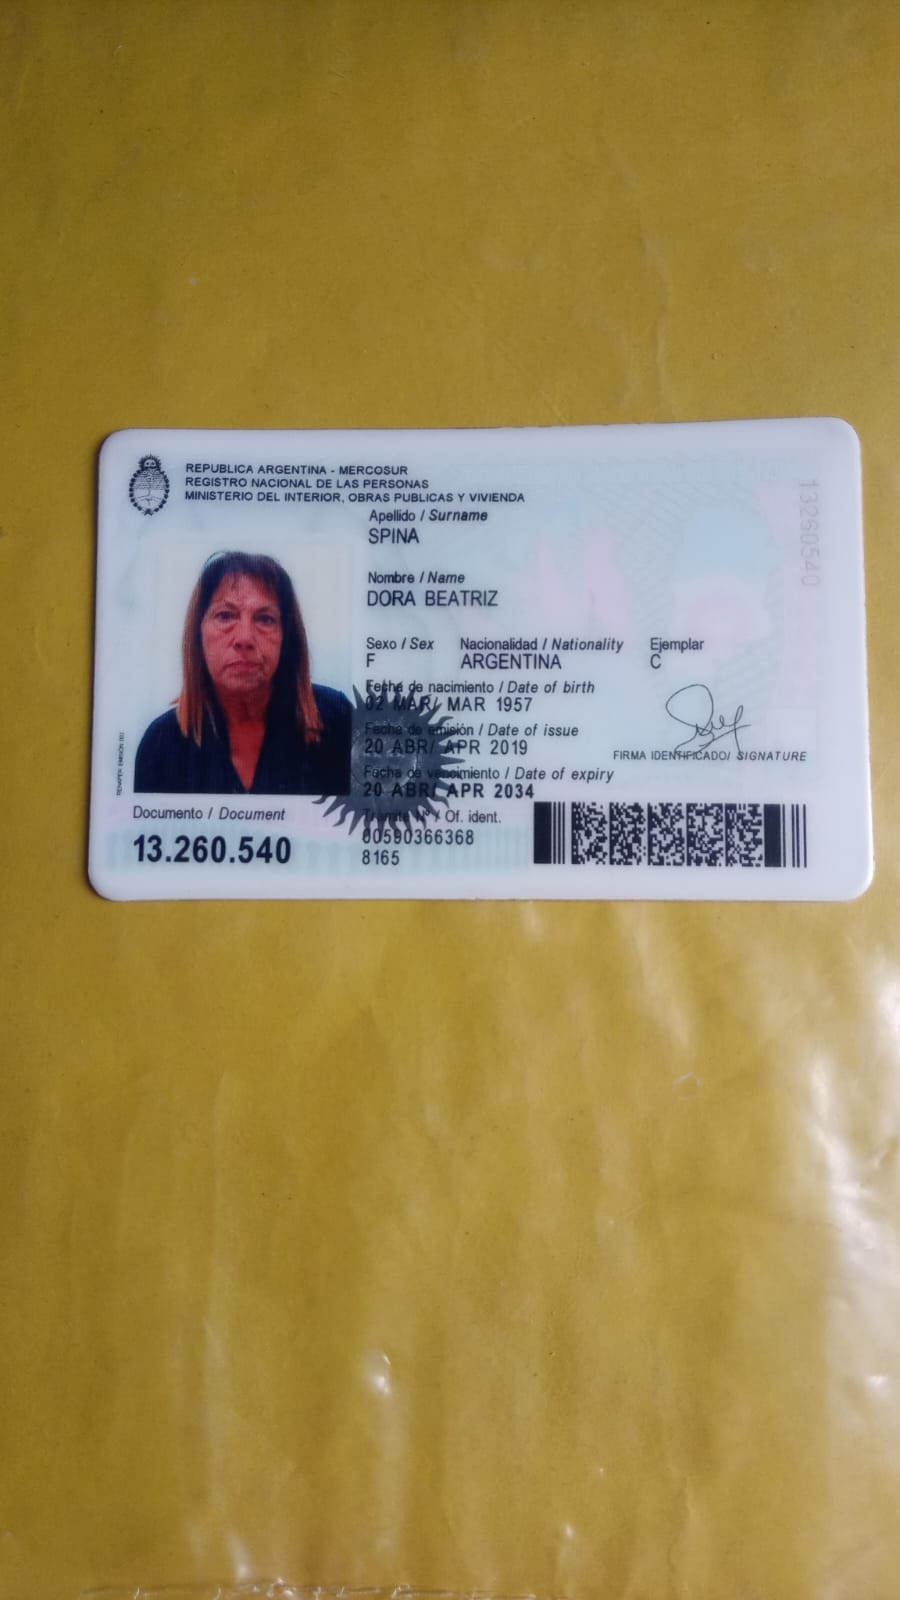 REPUBLICA ARGENTINA - MERCOSUR
REGISTRO NACIONAL DE LAS PERSONAS
MINISTERIO DEL INTERIOR, OBRAS PUBLICAS Y VIVIENDA
Apellido / Surname
SPINA
Nombre / Name
DORA BEATRIZ
Sexo / Sex Nacionalidad / Nationality Ejemplar
F ARGENTINA C
Fecha de nacimiento / Date of birth
02 MAR/ MAR 1957
Fecha de emisión / Date of issue
20 ABR/ APR 2019
FIRMA IDENTIFICADO/ SIGNATURE
Fecha de vencimiento / Date of expiry
20 ABR/ APR 2034
Documento / Document
13.260.540
Trámite Nº / Of. ident.
00590366368
8165
13260540